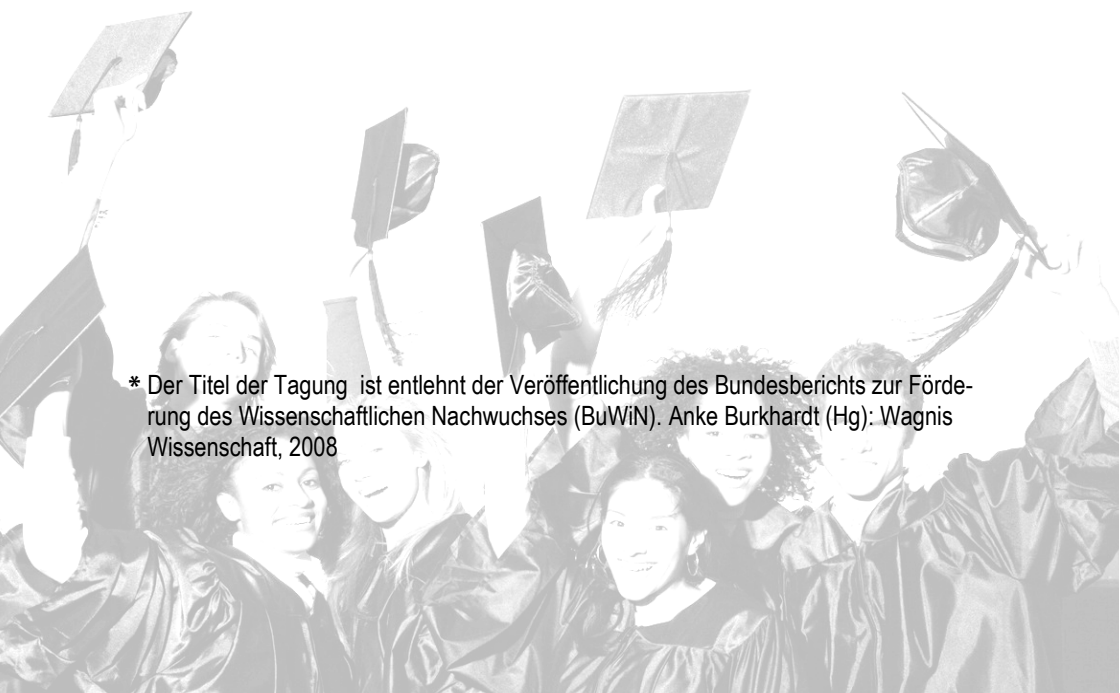 * Der Titel der Tagung ist entlehnt der Veröffentlichung des Bundesberichts zur Förde-
rung des Wissenschaftlichen Nachwuchses (BuWiN). Anke Burkhardt (Hg): Wagnis
Wissenschaft, 2008